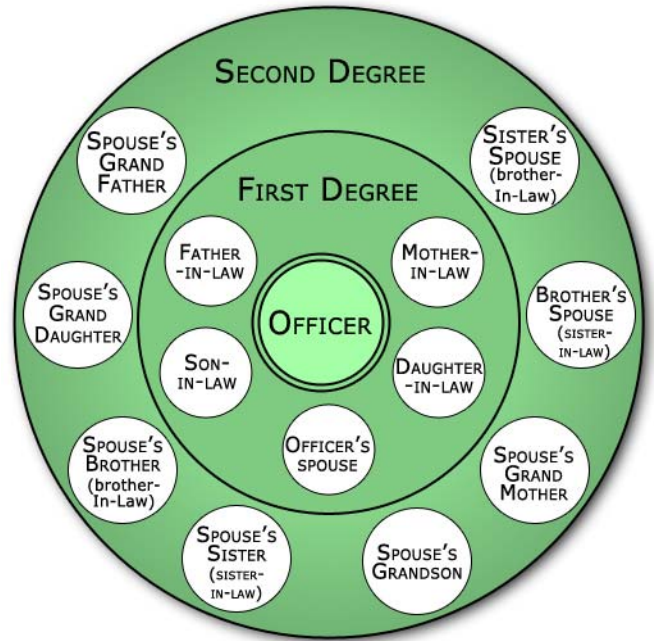 SECOND DEGREE
SPOUSE'S
GRAND
FATHER
SISTER'S
SPOUSE
(brother-
In-Law)
FIRST DEGREE
FATHER
-IN-LAW
MOTHER-
IN-LAW
SPOUSE'S
GRAND
DAUGHTER
OFFICER
BROTHER'S
SPOUSE
(SISTER-
IN-LAW)
SON-
IN-LAW
DAUGHTER
-IN-LAW
OFFICER'S
SPOUSE
SPOUSE'S
BROTHER
(brother-
In-Law)
SPOUSE'S
GRAND
MOTHER
SPOUSE'S
SISTER
(SISTER-
IN-LAW)
SPOUSE'S
GRANDSON